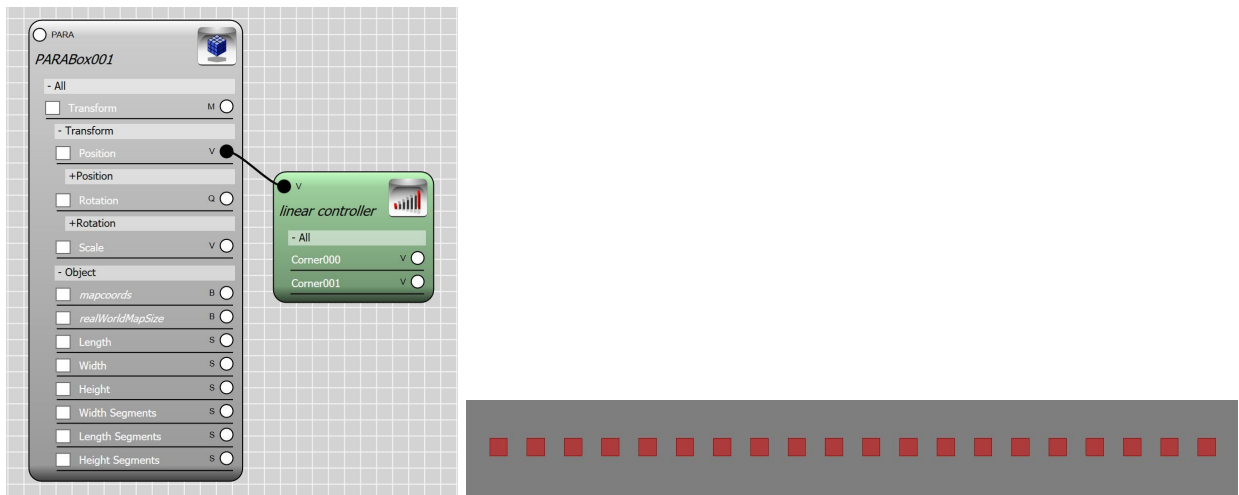 PARA
PARABox001
- All
Transform M
- Transform
Position V
+Position
Rotation Q
+Rotation
Scale V
- Object
mapcoords B
realWorldMapSize B
Length S
Width S
Height S
Width Segments S
Length Segments S
Height Segments S
V
linear controller
- All
Corner000 V
Corner001 V